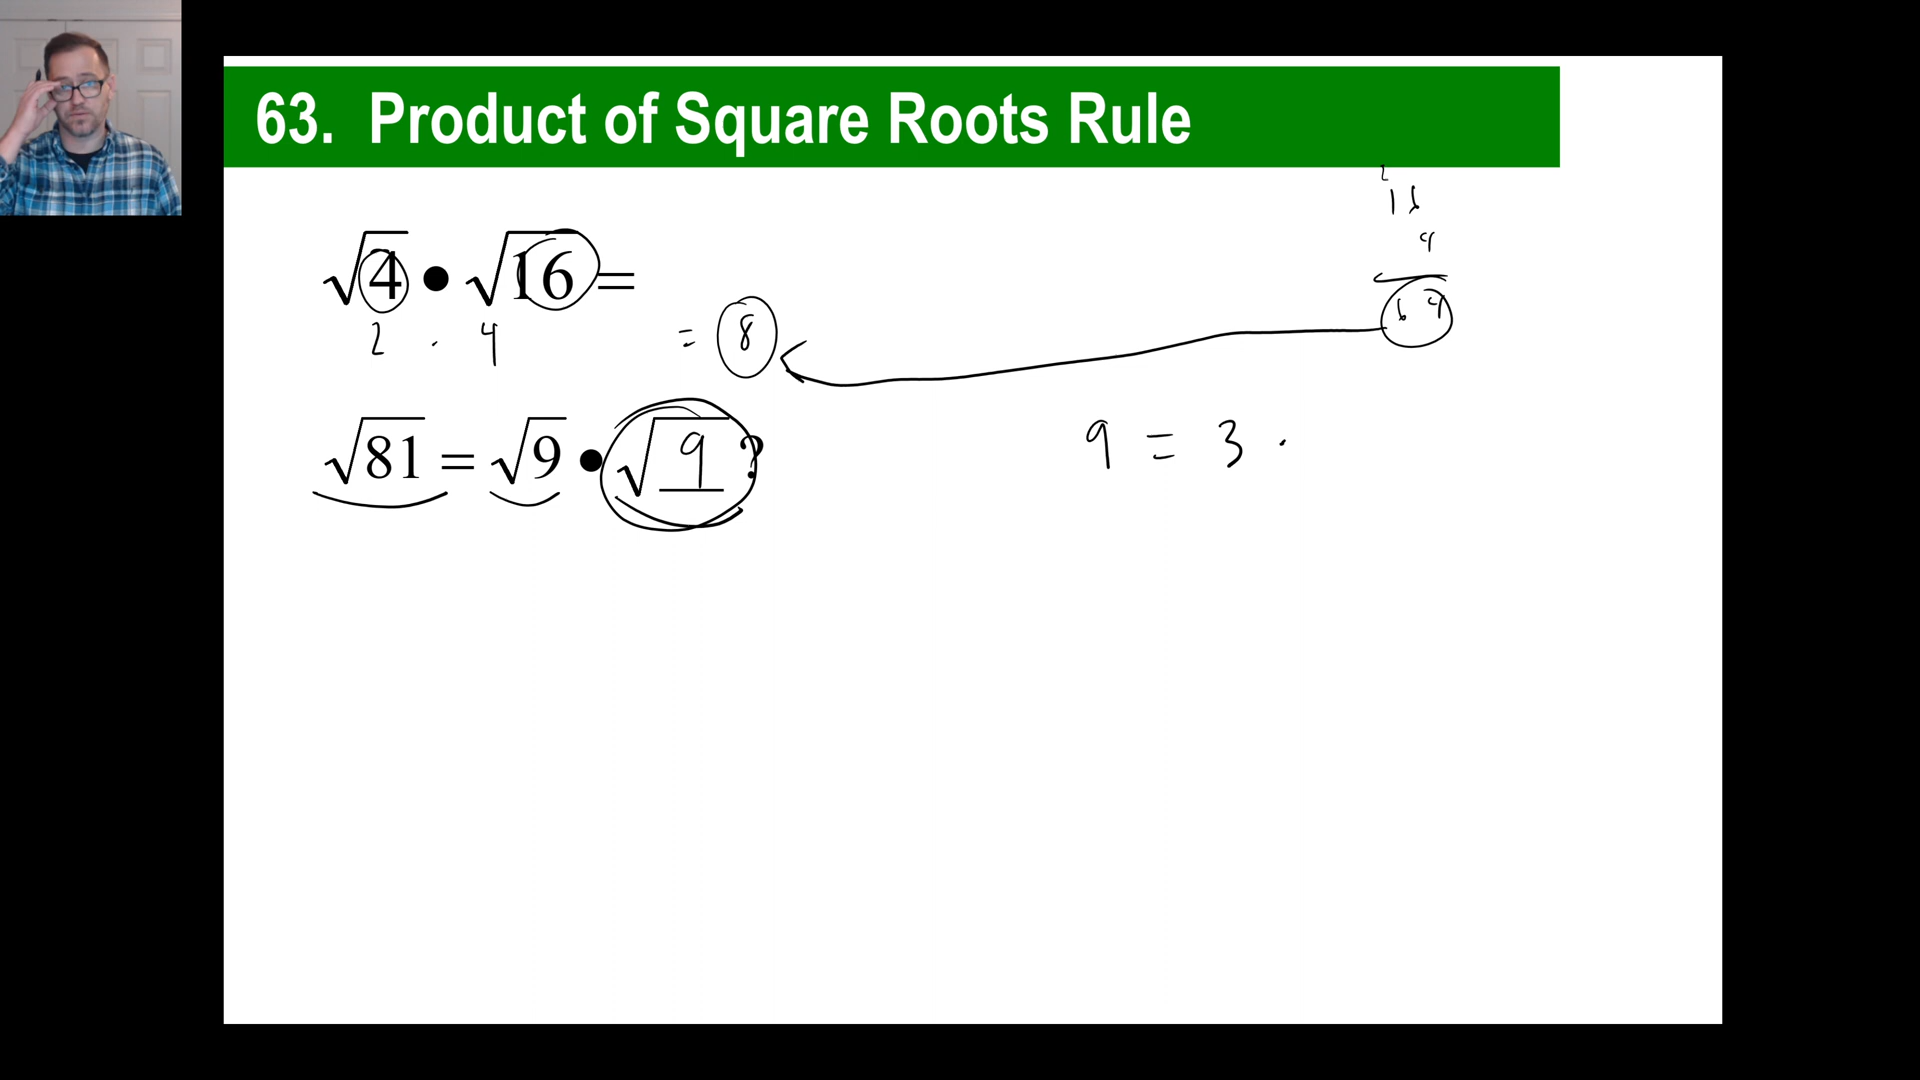 63. Product of Square Roots Rule
2
16
4
64
√4 • √16 =
2 · 4 = 8
√81 = √9 • √9 ?
9 = 3 ·